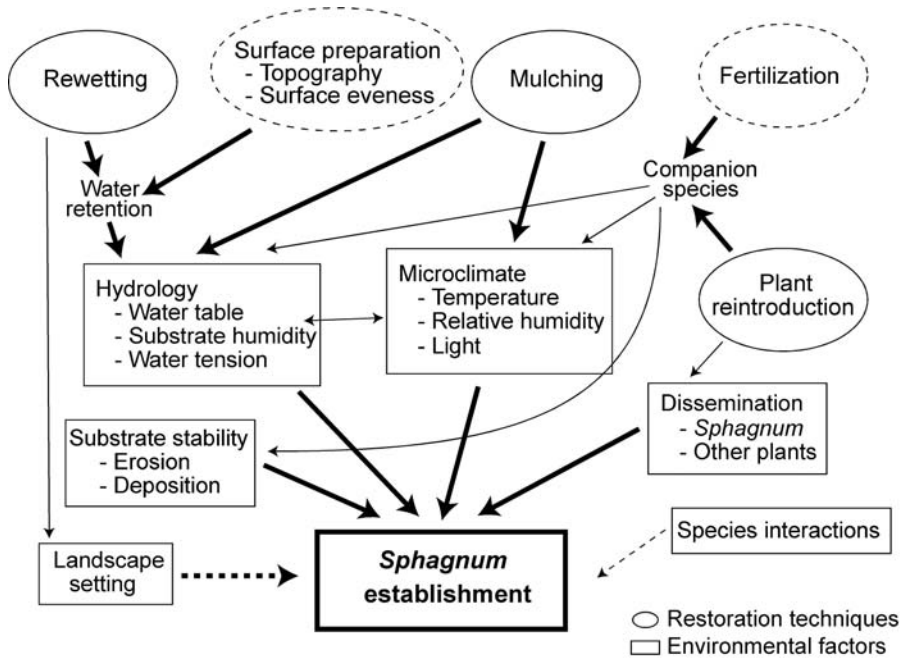 Rewetting
Surface preparation
- Topography
- Surface eveness
Mulching
Fertilization
Water
retention
Companion
species
Hydrology
- Water table
- Substrate humidity
- Water tension
Microclimate
- Temperature
- Relative humidity
- Light
Plant
reintroduction
Substrate stability
- Erosion
- Deposition
Dissemination
- Sphagnum
- Other plants
Landscape
setting
Sphagnum
establishment
Species interactions
Restoration techniques
Environmental factors